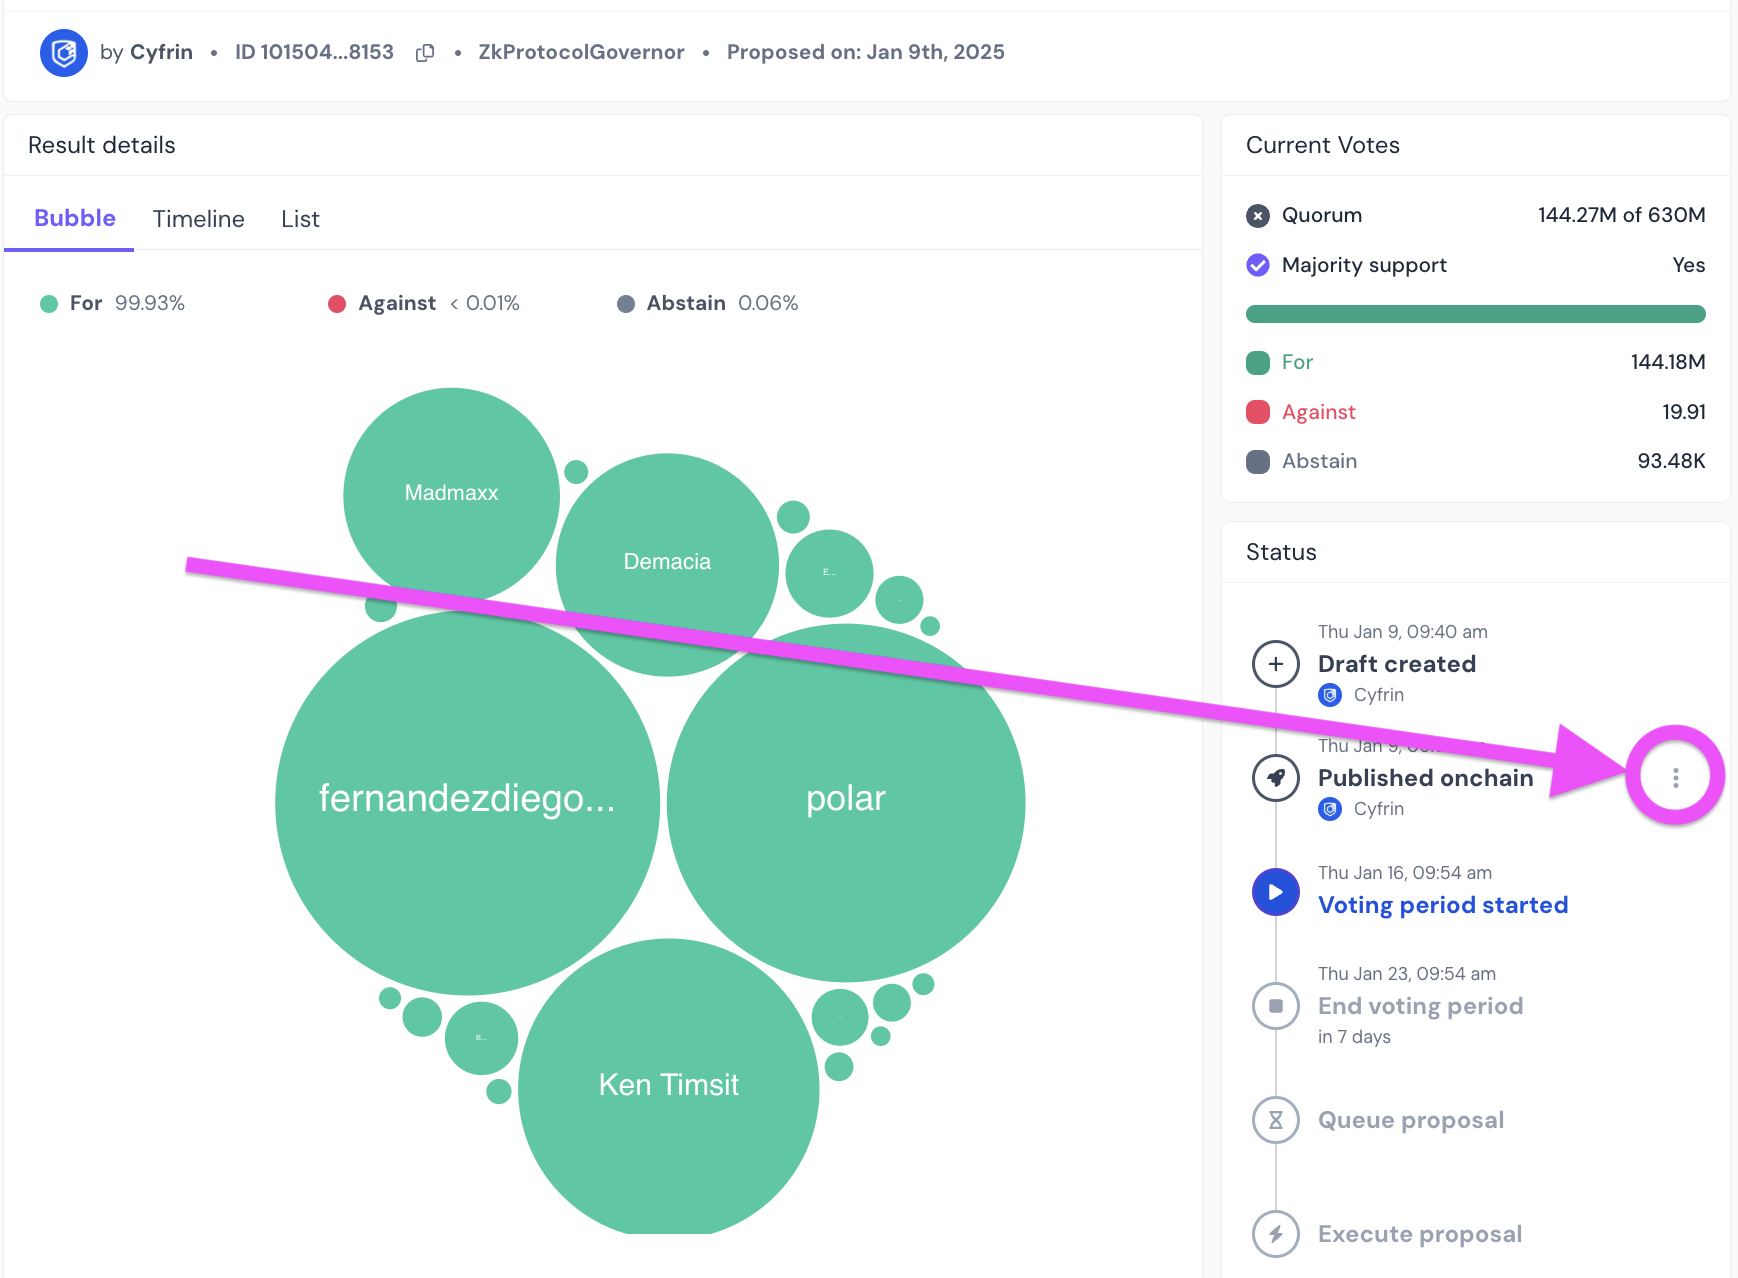 by Cyfrin • ID 101504...8153 • ZkProtocolGovernor • Proposed on: Jan 9th, 2025
Result details
Bubble Timeline List
For 99.93% Against < 0.01% Abstain 0.06%
Madmaxx
Demacia
E...
fernandezdiego...
polar
B...
Ken Timsit
Current Votes
Quorum 144.27M of 630M
Majority support Yes
For 144.18M
Against 19.91
Abstain 93.48K
Status
Thu Jan 9, 09:40 am
Draft created
Cyfrin
Thu Jan 9,
Published onchain
Cyfrin
Thu Jan 16, 09:54 am
Voting period started
Thu Jan 23, 09:54 am
End voting period
in 7 days
Queue proposal
Execute proposal